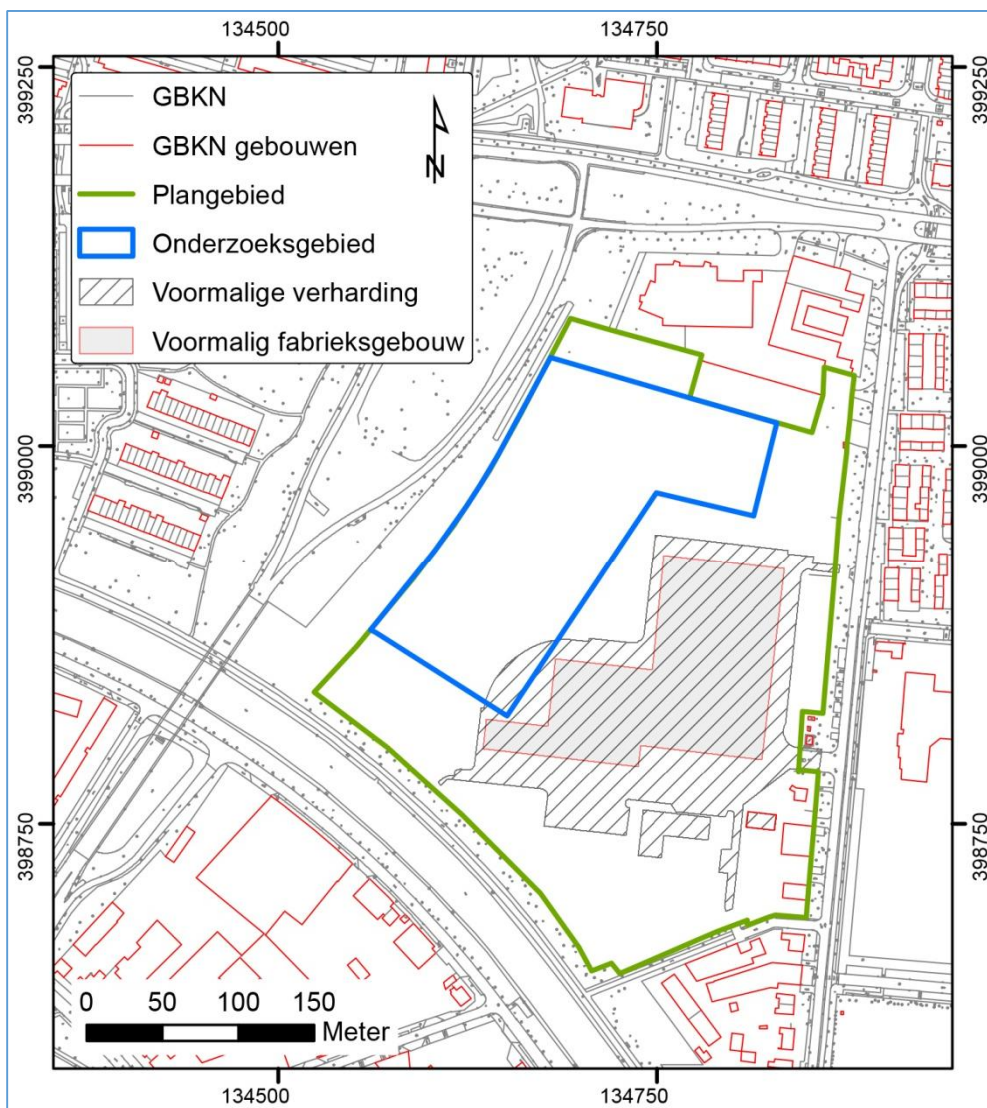 134500 134750
399250 399250
GBKN
GBKN gebouwen
Plangebied
Onderzoeksgebied
Voormalige verharding
Voormalig fabrieksgebouw
N
399000 399000
398750 398750
0 50 100 150
Meter
134500 134750